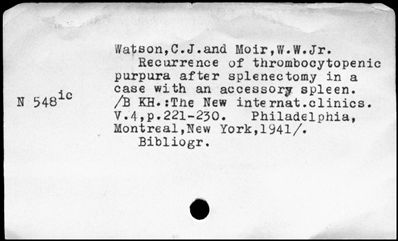 Watson,C.J.and Moir,W.W.Jr.
Recurrence of thrombocytopenic
purpura after splenectomy in a
case with an accessory spleen.
N 548ic
/B KH.:The New internat.clinics.
V.4,p.221-230. Philadelphia,
Montreal,New York,1941/.
Bibliogr.